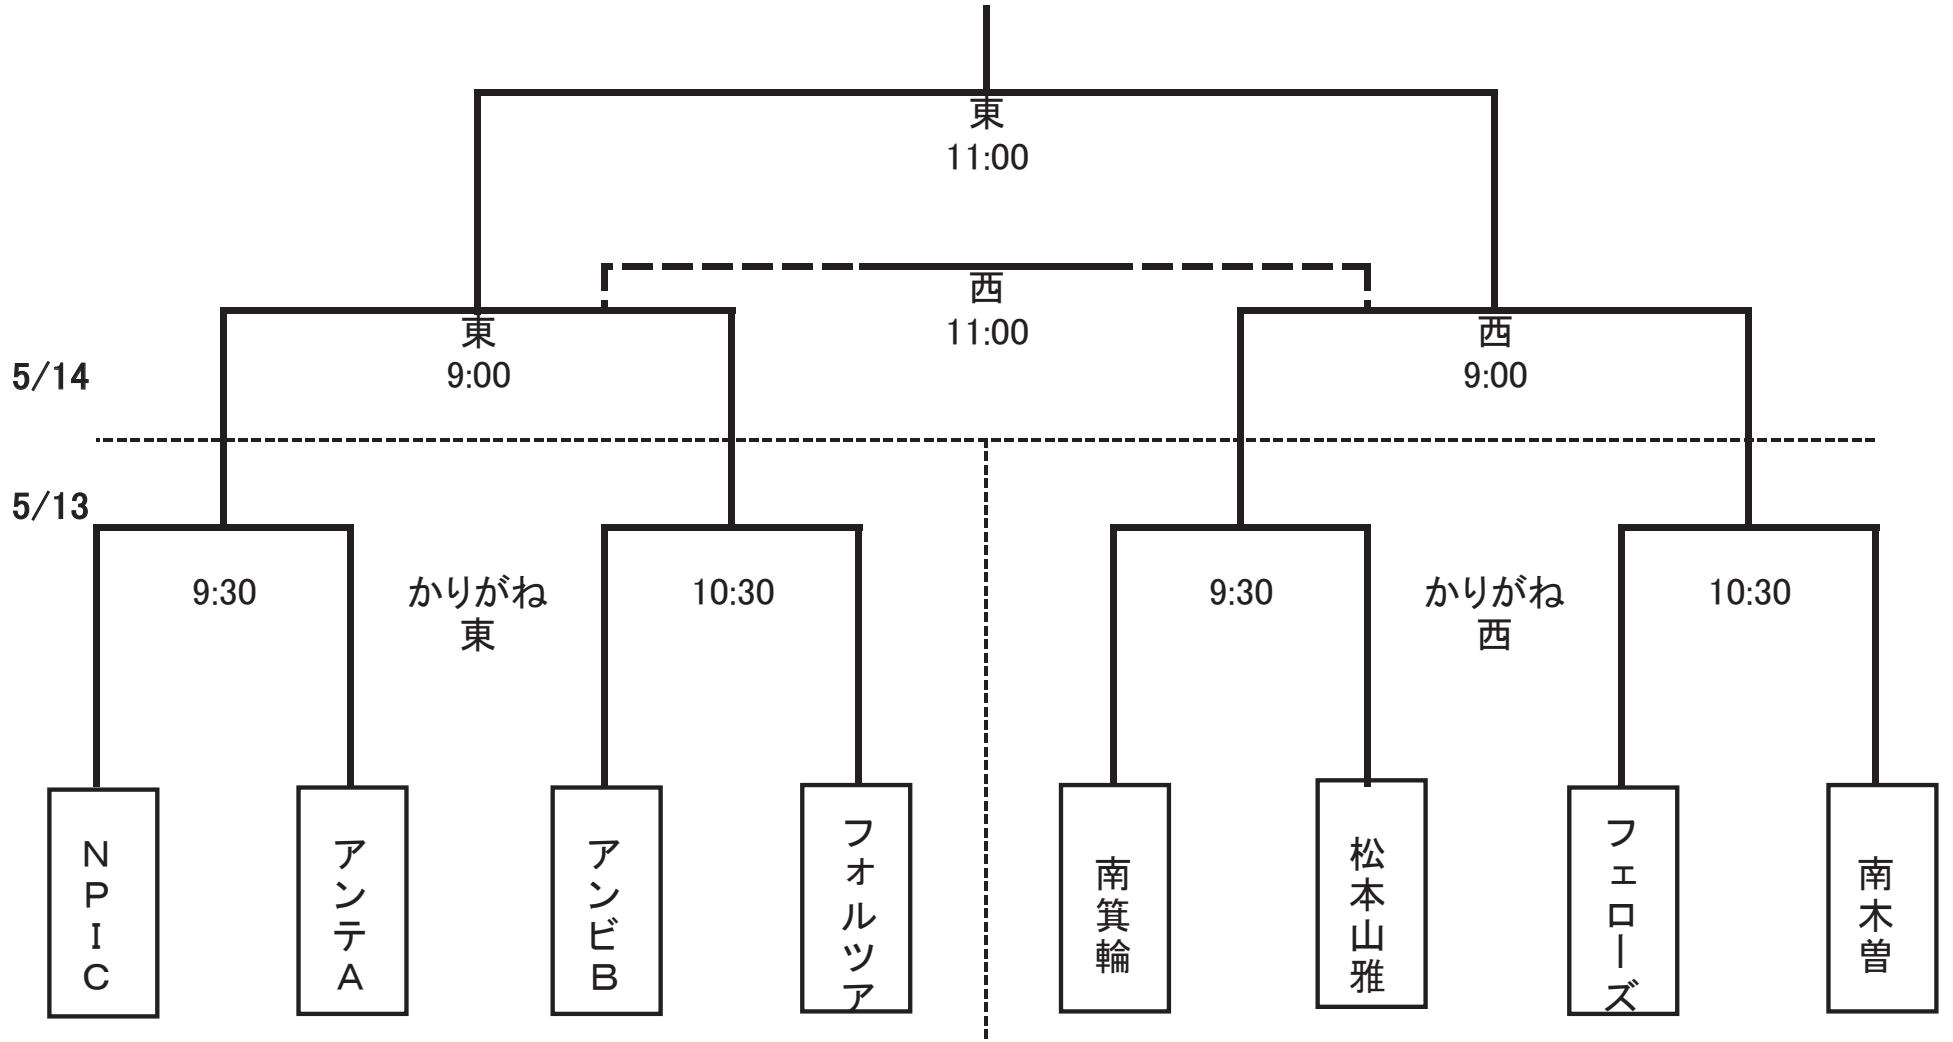 東
11:00
西
11:00
東
9:00
西
9:00
5/14
5/13
9:30
かりがね
東
10:30
9:30
かりがね
西
10:30
NPIC
アンテA
アンビB
フォルツア
南箕輪
松本山雅
フェローズ
南木曽